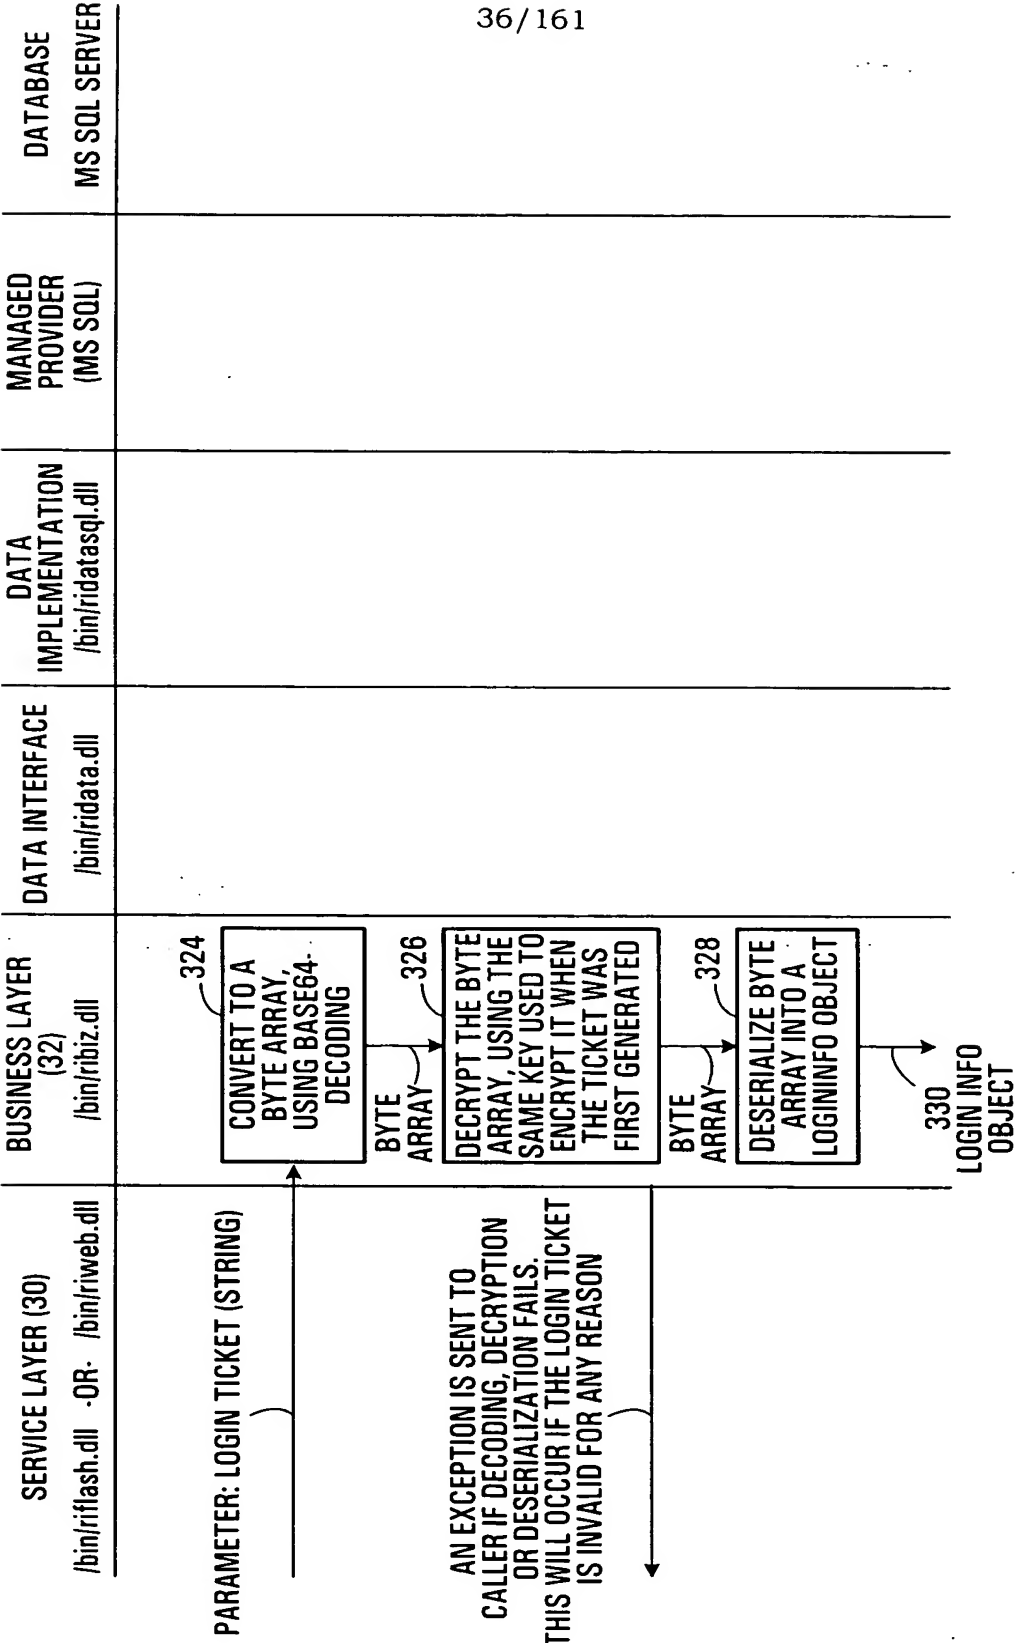 36/161
SERVICE LAYER (30)
/bin/riflash.dll -OR- /bin/riweb.dll
BUSINESS LAYER
(32)
/bin/ribiz.dll
DATA INTERFACE
/bin/ridata.dll
DATA
IMPLEMENTATION
/bin/ridatasql.dll
MANAGED
PROVIDER
(MS SQL)
DATABASE
MS SQL SERVER
PARAMETER: LOGIN TICKET (STRING)
324
CONVERT TO A
BYTE ARRAY,
USING BASE64-
DECODING
BYTE
ARRAY
326
DECRYPT THE BYTE
ARRAY, USING THE
SAME KEY USED TO
ENCRYPT IT WHEN
THE TICKET WAS
FIRST GENERATED
AN EXCEPTION IS SENT TO
CALLER IF DECODING, DECRYPTION
OR DESERIALIZATION FAILS.
THIS WILL OCCUR IF THE LOGIN TICKET
IS INVALID FOR ANY REASON
BYTE
ARRAY
328
DESERIALIZE BYTE
ARRAY INTO A
LOGININFO OBJECT
330
LOGIN INFO
OBJECT